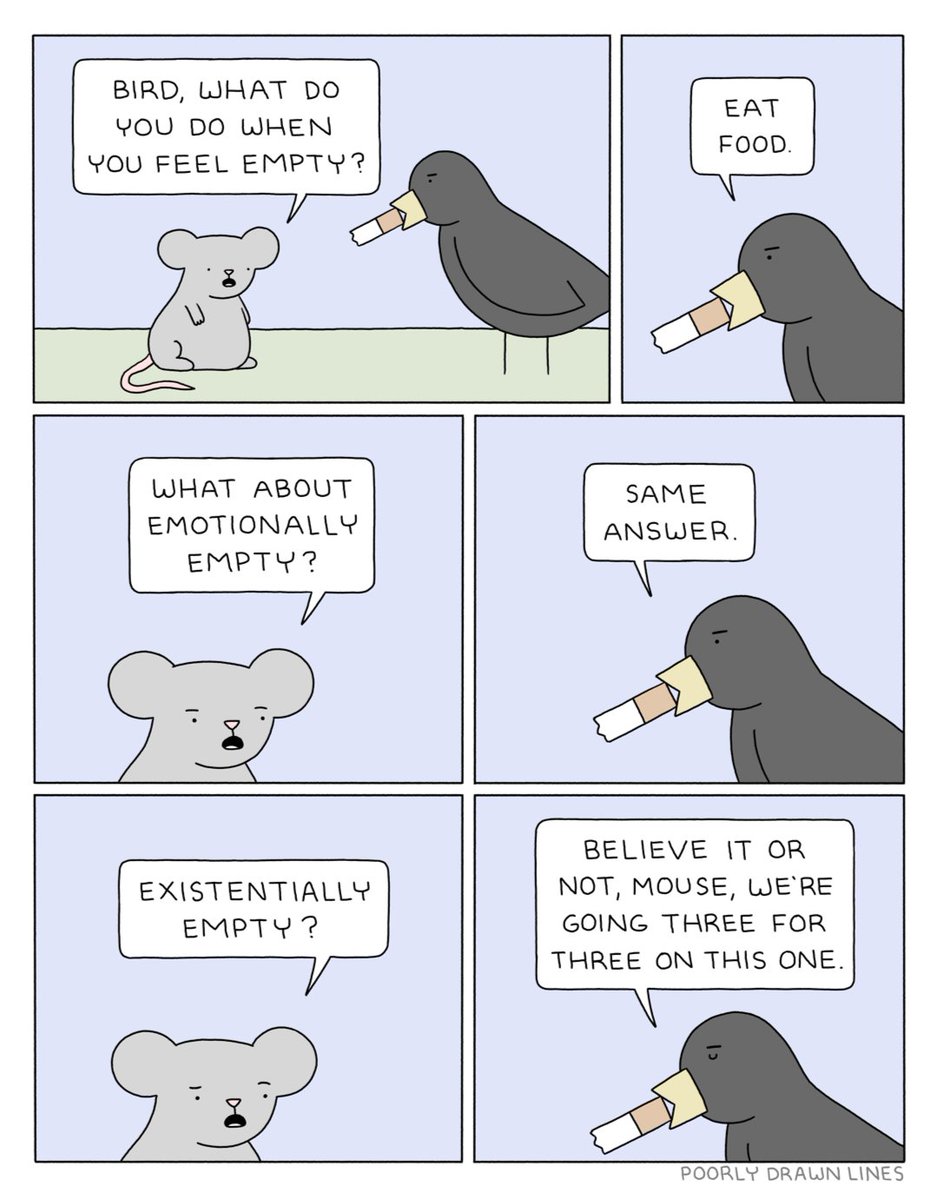 BIRD, WHAT DO
YOU DO WHEN
YOU FEEL EMPTY?
EAT
FOOD.
WHAT ABOUT
EMOTIONALLY
EMPTY?
SAME
ANSWER.
EXISTENTIALLY
EMPTY?
BELIEVE IT OR
NOT, MOUSE, WE'RE
GOING THREE FOR
THREE ON THIS ONE.
POORLY DRAWN LINES